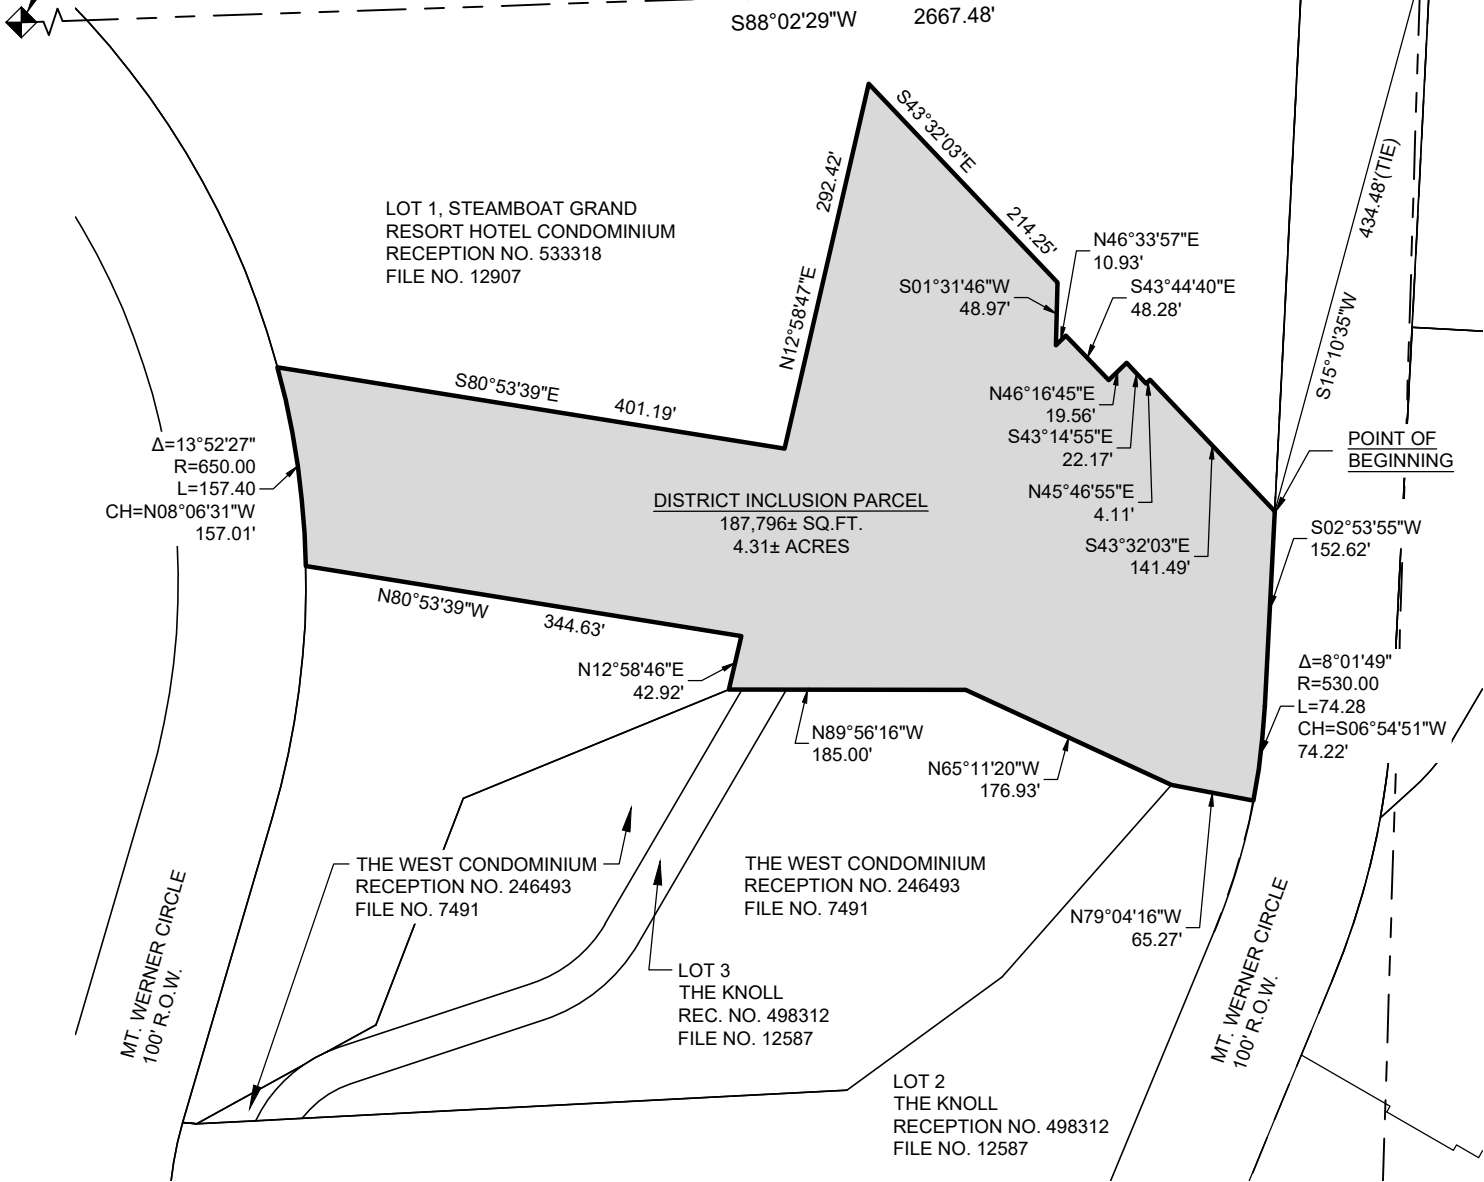 S88°02'29"W 2667.48'
S43°32'03"E
214.25'
292.42'
N12°58'47"E
434.48'(TIE)
S15°10'35"W
LOT 1, STEAMBOAT GRAND
RESORT HOTEL CONDOMINIUM
RECEPTION NO. 533318
FILE NO. 12907
N46°33'57"E
10.93'
S01°31'46"W
48.97'
S43°44'40"E
48.28'
S80°53'39"E
401.19'
N46°16'45"E
19.56'
S43°14'55"E
22.17'
N45°46'55"E
4.11'
S43°32'03"E
141.49'
POINT OF
BEGINNING
Δ=13°52'27"
R=650.00
L=157.40
CH=N08°06'31"W
157.01'
DISTRICT INCLUSION PARCEL
187,796± SQ.FT.
4.31± ACRES
S02°53'55"W
152.62'
N80°53'39"W
344.63'
N12°58'46"E
42.92'
Δ=8°01'49"
R=530.00
L=74.28
CH=S06°54'51"W
74.22'
N89°56'16"W
185.00'
N65°11'20"W
176.93'
THE WEST CONDOMINIUM
RECEPTION NO. 246493
FILE NO. 7491
THE WEST CONDOMINIUM
RECEPTION NO. 246493
FILE NO. 7491
N79°04'16"W
65.27'
MT. WERNER CIRCLE
100' R.O.W.
LOT 3
THE KNOLL
REC. NO. 498312
FILE NO. 12587
MT. WERNER CIRCLE
100' R.O.W.
LOT 2
THE KNOLL
RECEPTION NO. 498312
FILE NO. 12587